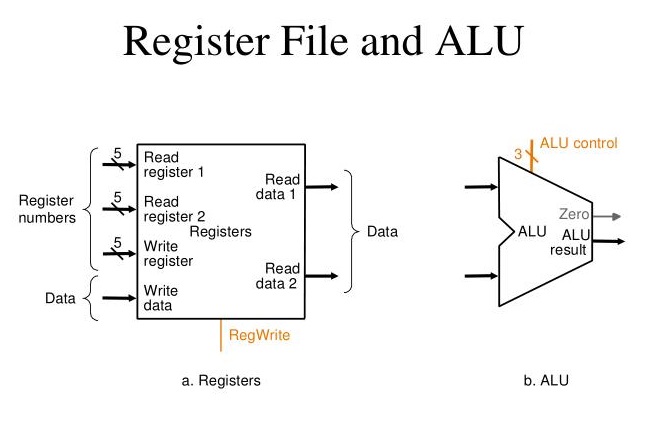 Register File and ALU
5
Read
register 1
5
Read
register 2
5
Write
register
Write
data
Register
numbers
Data
Registers
Read
data 1
Read
data 2
Data
RegWrite
a. Registers
3
ALU control
Zero
ALU
ALU
result
b. ALU